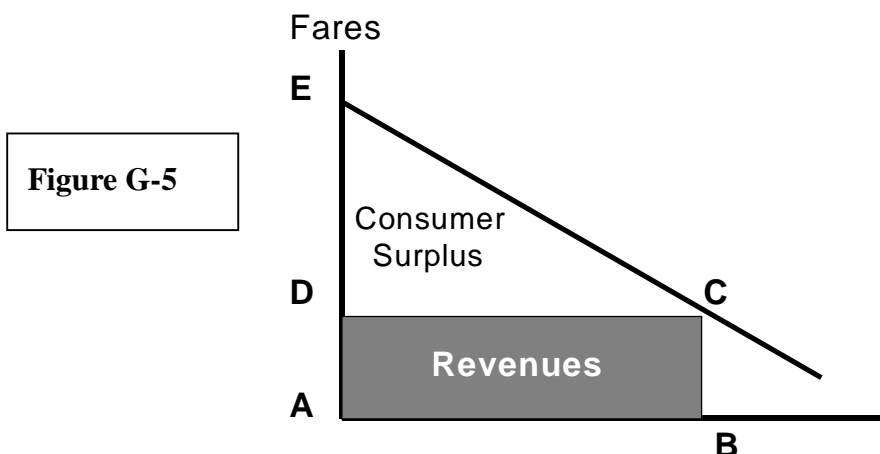 Fares
E
Figure G-5
Consumer
Surplus
D
C
Revenues
A
B